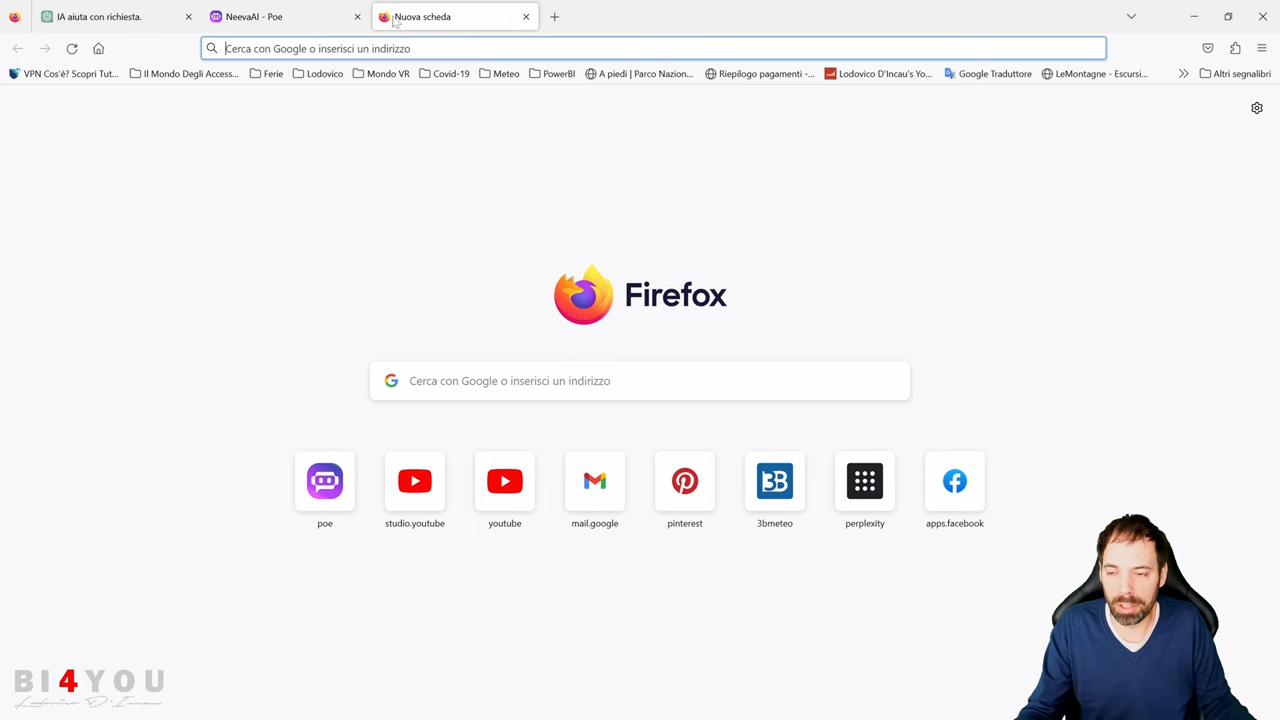 IA aiuta con richiesta.
NeevaAI - Poe
Nuova scheda
Cerca con Google o inserisci un indirizzo
VPN Cos'è? Scopri Tut...
Il Mondo Degli Access...
Ferie
Lodovico
Mondo VR
Covid-19
Meteo
PowerBI
A piedi | Parco Nazion...
Riepilogo pagamenti -...
Lodovico D'Incau's Yo...
Google Traduttore
LeMontagne - Escursi...
Altri segnalibri
Firefox
Cerca con Google o inserisci un indirizzo
poe
studio.youtube
youtube
mail.google
pinterest
3B
3bmeteo
perplexity
apps.facebook
BI4YOU
Lodovico D'Incau